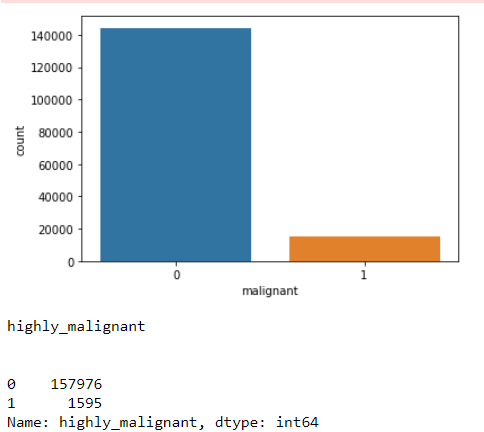 140000
120000
100000
80000
60000
40000
20000
0
count
0 1
malignant
highly_malignant
0 157976
1 1595
Name: highly_malignant, dtype: int64